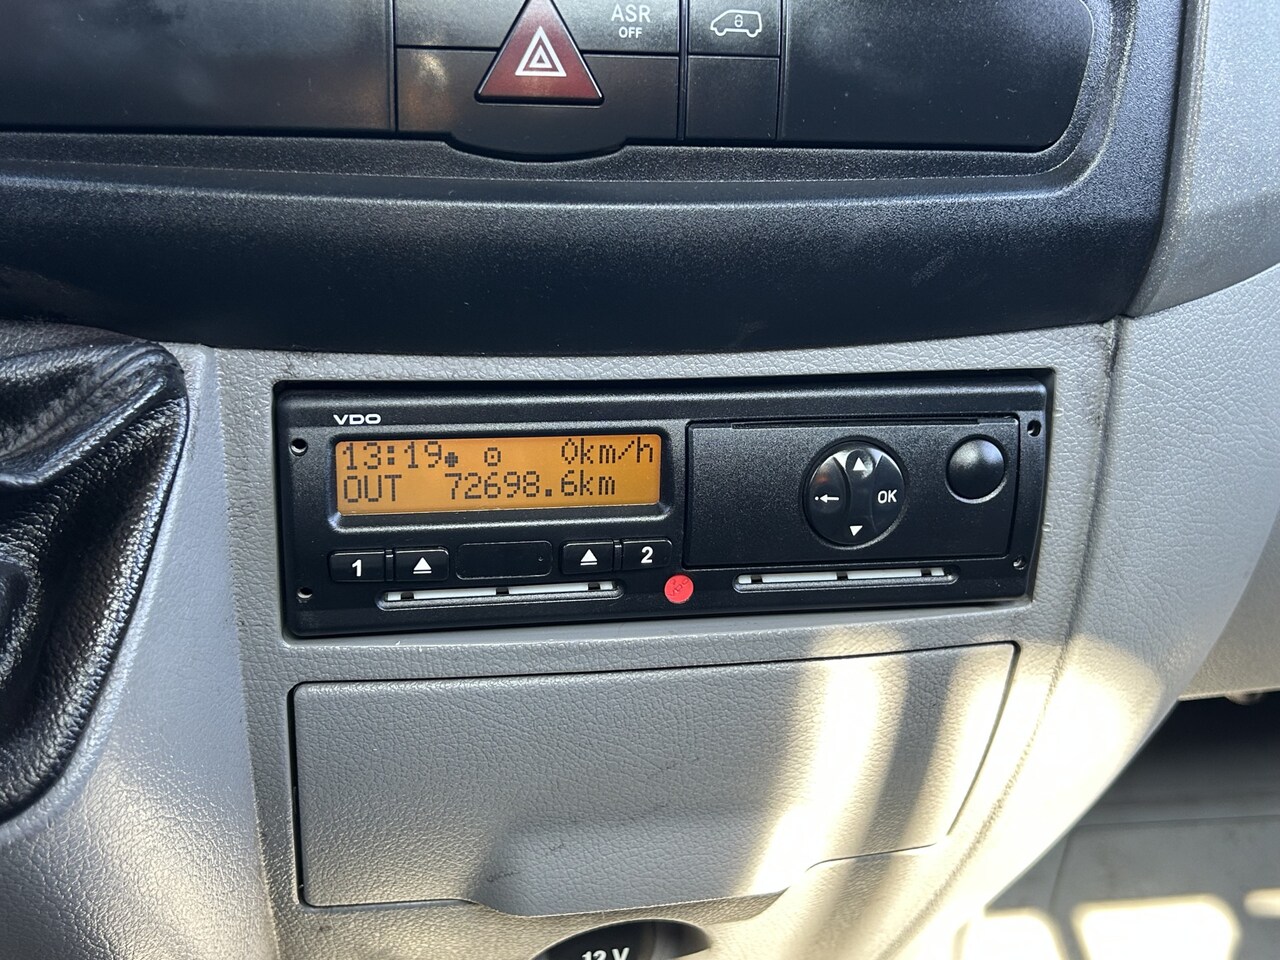 ASR
OFF
VDO
13:19 0km/h
OUT 72698.6km
OK
1
2
12 V